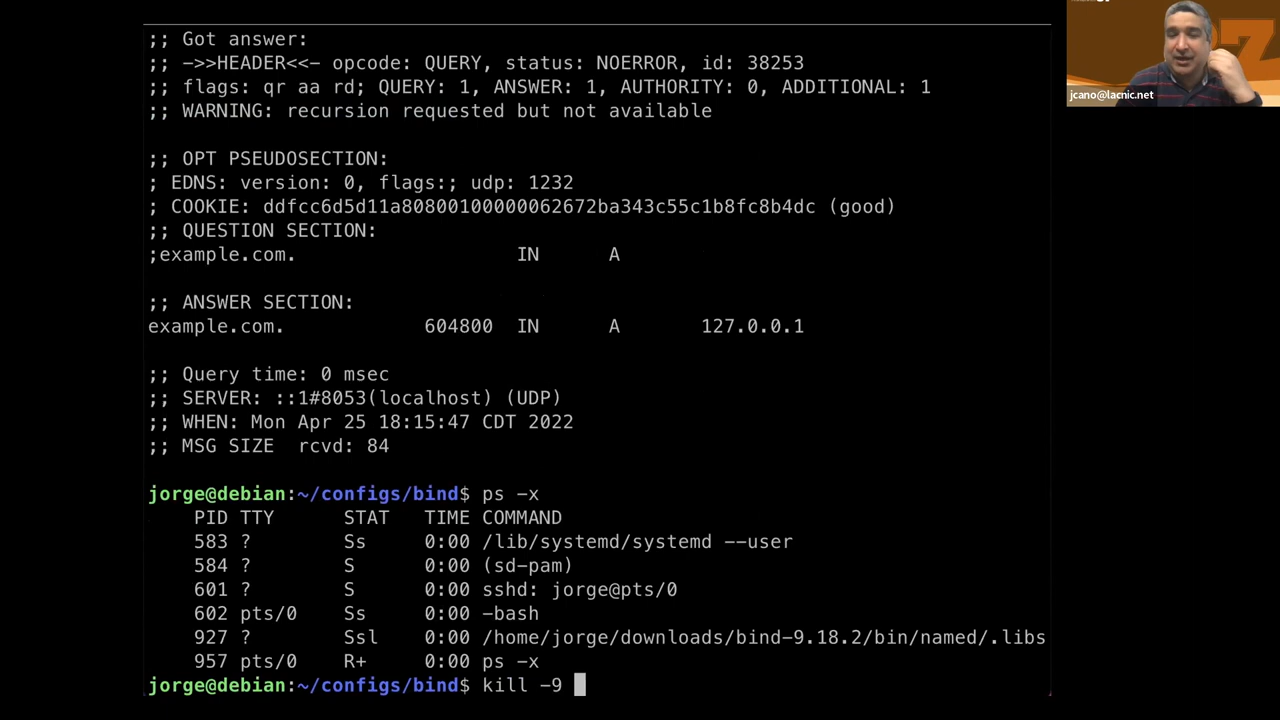 ;; Got answer:
;; ->>HEADER<<- opcode: QUERY, status: NOERROR, id: 38253
;; flags: qr aa rd; QUERY: 1, ANSWER: 1, AUTHORITY: 0, ADDITIONAL: 1
;; WARNING: recursion requested but not available
;; OPT PSEUDOSECTION:
; EDNS: version: 0, flags:; udp: 1232
; COOKIE: ddfcc6d5d11a80800100000062672ba343c55c1b8fc8b4dc (good)
;; QUESTION SECTION:
;example.com. IN A
;; ANSWER SECTION:
example.com. 604800 IN A 127.0.0.1
;; Query time: 0 msec
;; SERVER: ::1#8053(localhost) (UDP)
;; WHEN: Mon Apr 25 18:15:47 CDT 2022
;; MSG SIZE rcvd: 84
jorge@debian:~/configs/bind$ ps -x
PID TTY STAT TIME COMMAND
583 ? Ss 0:00 /lib/systemd/systemd --user
584 ? S 0:00 (sd-pam)
601 ? S 0:00 sshd: jorge@pts/0
602 pts/0 Ss 0:00 -bash
927 ? Ssl 0:00 /home/jorge/downloads/bind-9.18.2/bin/named/.libs
957 pts/0 R+ 0:00 ps -x
jorge@debian:~/configs/bind$ kill -9
jcano@lacnic.net